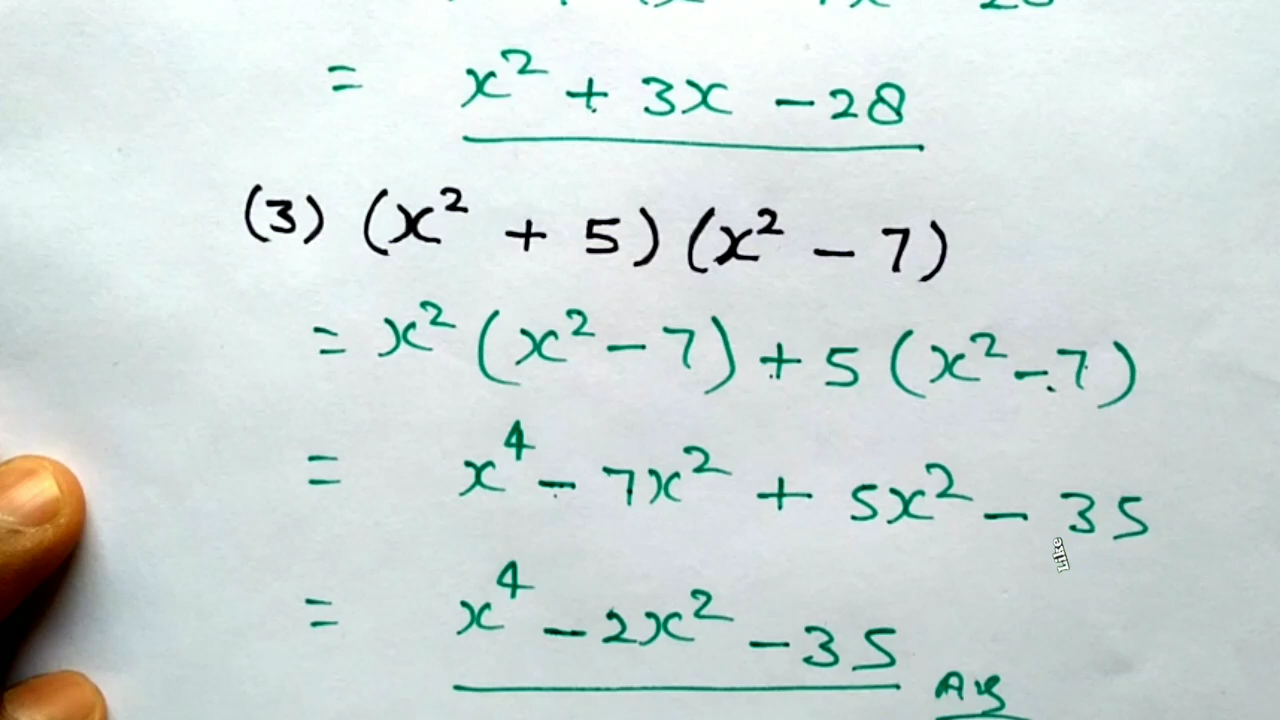 = x² + 3x - 28
(3) (x² + 5) (x² - 7)
= x² (x² - 7) + 5 (x² - 7)
= x⁴ - 7x² + 5x² - 35
Like
= x⁴ - 2x² - 35
Ans